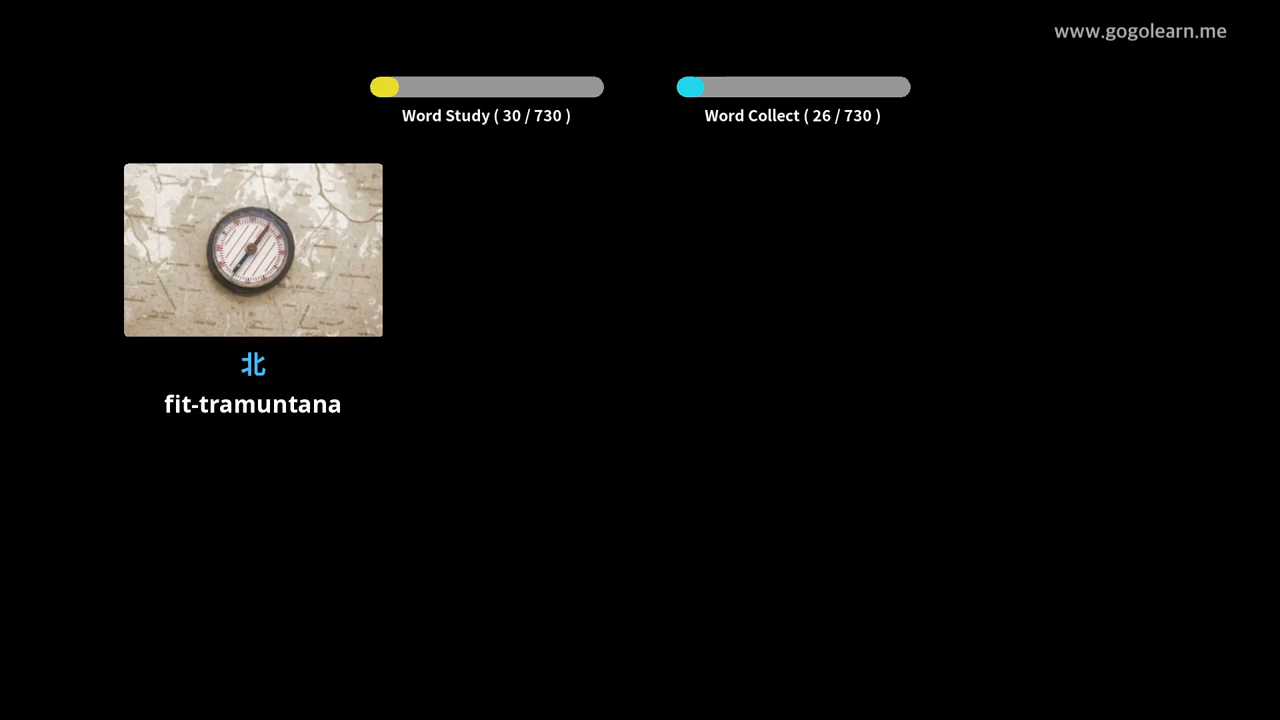 www.gogolearn.me
Word Study ( 30 / 730 )
Word Collect ( 26 / 730 )
北
fit-tramuntana